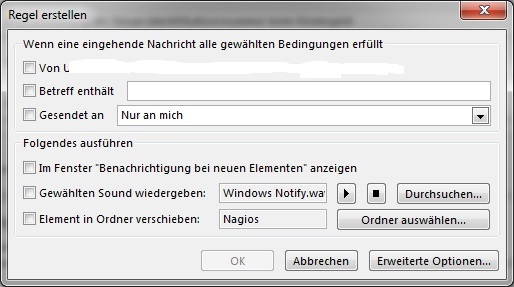 Regel erstellen
Wenn eine eingehende Nachricht alle gewählten Bedingungen erfüllt
Von U
Betreff enthält
Gesendet an Nur an mich
Folgendes ausführen
Im Fenster "Benachrichtigung bei neuen Elementen" anzeigen
Gewählten Sound wiedergeben: Windows Notify.wav Durchsuchen...
Element in Ordner verschieben: Nagios Ordner auswählen...
OK Abbrechen Erweiterte Optionen...